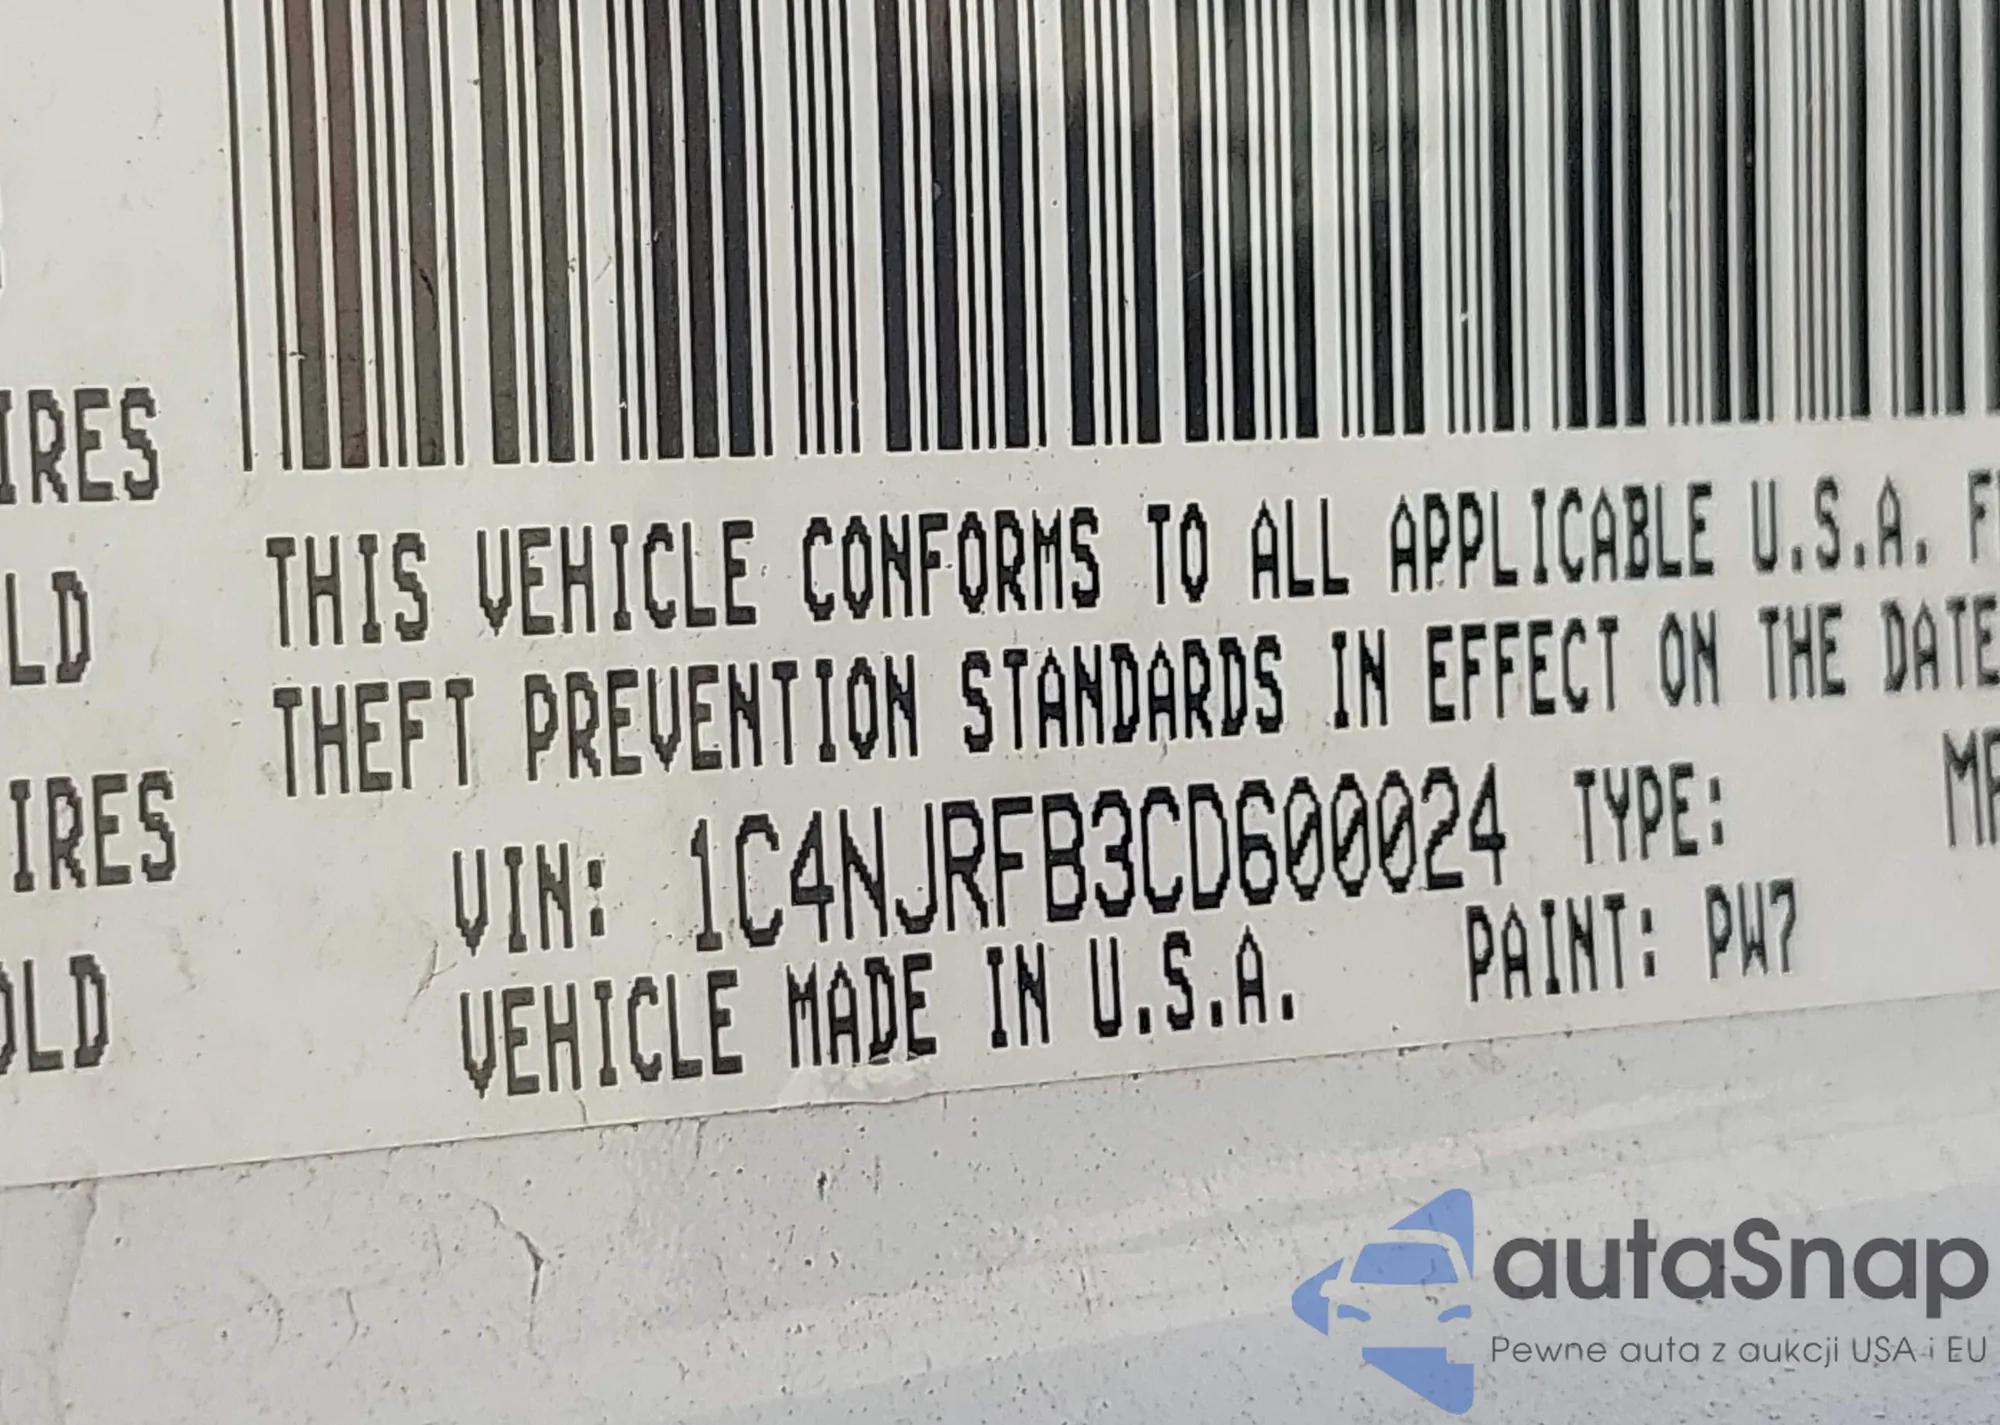 IRES
THIS VEHICLE CONFORMS TO ALL APPLICABLE U.S.A.
LD
THEFT PREVENTION STANDARDS IN EFFECT ON THE DATE
IRES
VIN: 1C4NJRFB3CD600024 TYPE:
OLD
VEHICLE MADE IN U.S.A. PAINT: PW7
autaSnap
Pewne auta z aukcji USA i EU